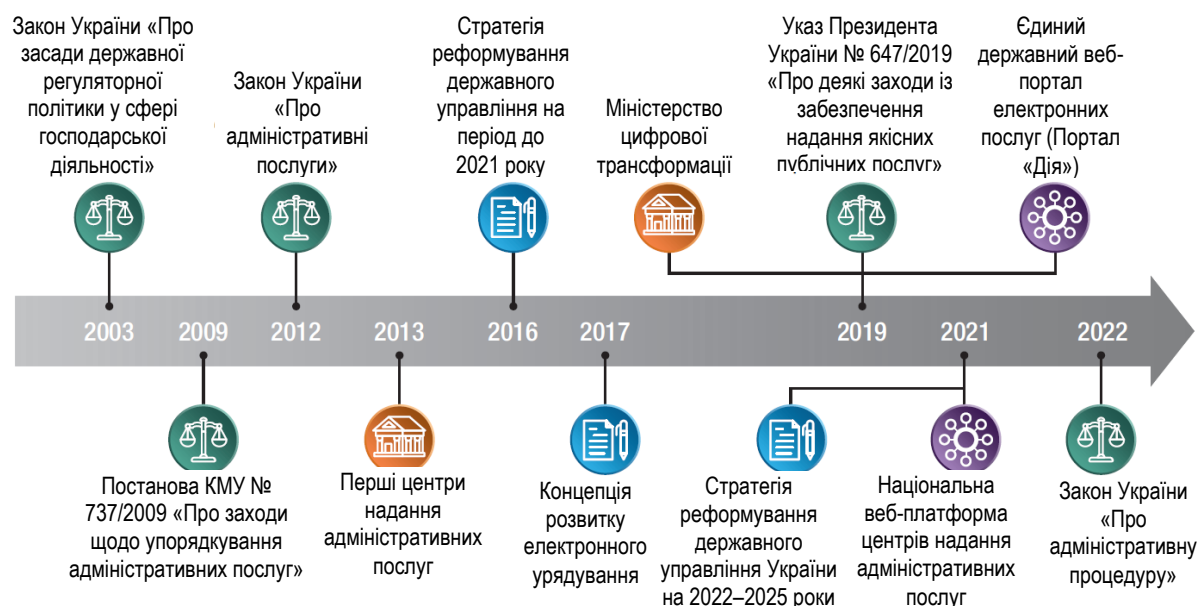 Закон України «Про
засади державної
регуляторної
політики у сфері
господарської
діяльності»
Закон України
«Про
адміністративні
послуги»
Стратегія
реформування
державного
управління на
період до
2021 року
Міністерство
цифрової
трансформації
Указ Президента
України № 647/2019
«Про деякі заходи із
забезпечення
надання якісних
публічних послуг»
Єдиний
державний веб-
портал
електронних
послуг (Портал
«Дія»)
2003
2009
2012
2013
2016
2017
2019
2021
2022
Постанова КМУ №
737/2009 «Про заходи
щодо упорядкування
адміністративних послуг»
Перші центри
надання
адміністративних
послуг
Концепція
розвитку
електронного
урядування
Стратегія
реформування
державного
управління України
на 2022–2025 роки
Національна
веб-платформа
центрів надання
адміністративних
послуг
Закон України
«Про
адміністративну
процедуру»